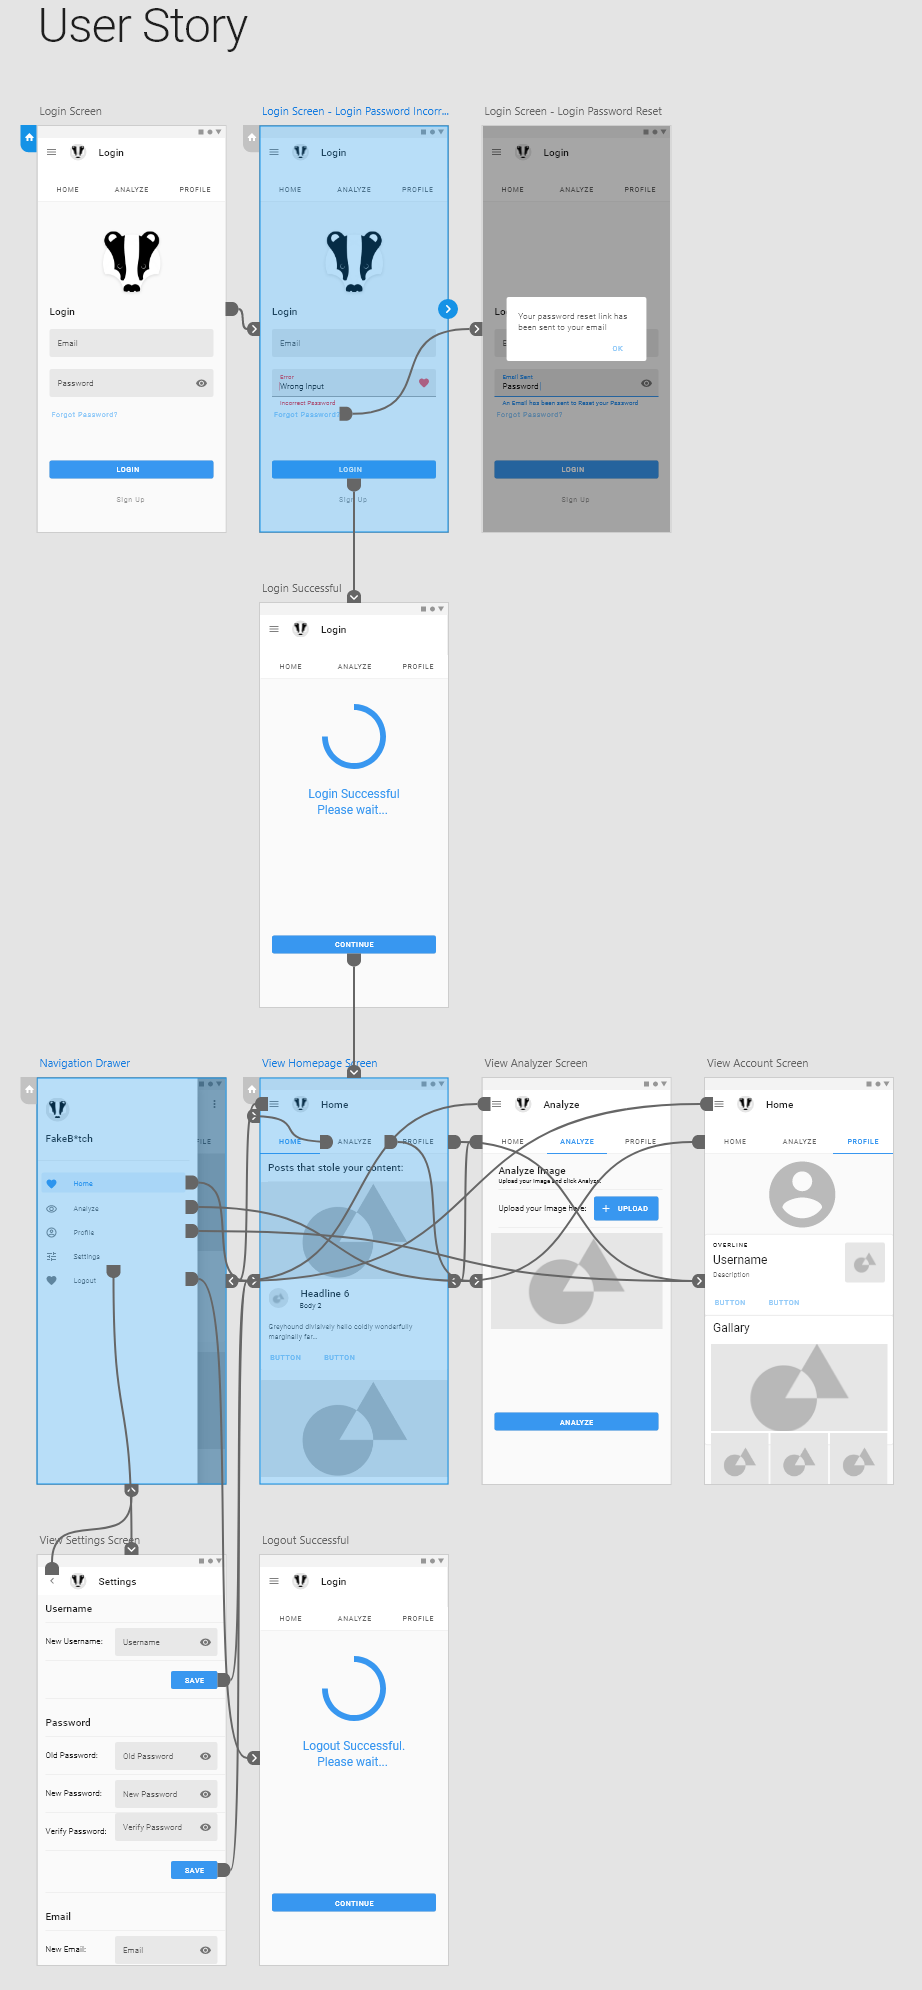 User Story
Login Screen
Login Screen - Login Password Incorr...
Login Screen - Login Password Reset
Login
HOME ANALYZE PROFILE
Login
Email
Password
Forgot Password?
LOGIN
Sign Up
Login
HOME ANALYZE PROFILE
Login
Email
Error
Wrong Input
Incorrect Password
Forgot Password?
LOGIN
Sign Up
Login
HOME ANALYZE PROFILE
Your password reset link has
been sent to your email
OK
Email Sent
Password
An Email has been sent to Reset your Password
Forgot Password?
LOGIN
Sign Up
Login Successful
Login
HOME ANALYZE PROFILE
Login Successful
Please wait...
CONTINUE
Navigation Drawer
View Homepage Screen
View Analyzer Screen
View Account Screen
FakeB*tch
FILE
Home
Analyze
Profile
Settings
Logout
Home
HOME ANALYZE PROFILE
Posts that stole your content:
Headline 6
Body 2
Greyhound divisively hello coldly wonderfully
marginally far...
BUTTON BUTTON
Analyze
HOME ANALYZE PROFILE
Analyze Image
Upload your Image and click Analyze.
Upload your Image here:
UPLOAD
ANALYZE
Home
HOME ANALYZE PROFILE
OVERLINE
Username
Description
BUTTON BUTTON
Gallary
View Settings Screen
Logout Successful
Settings
Username
New Username: Username
SAVE
Password
Old Password: Old Password
New Password: New Password
Verify Password: Verify Password
SAVE
Email
New Email: Email
Login
HOME ANALYZE PROFILE
Logout Successful.
Please wait...
CONTINUE